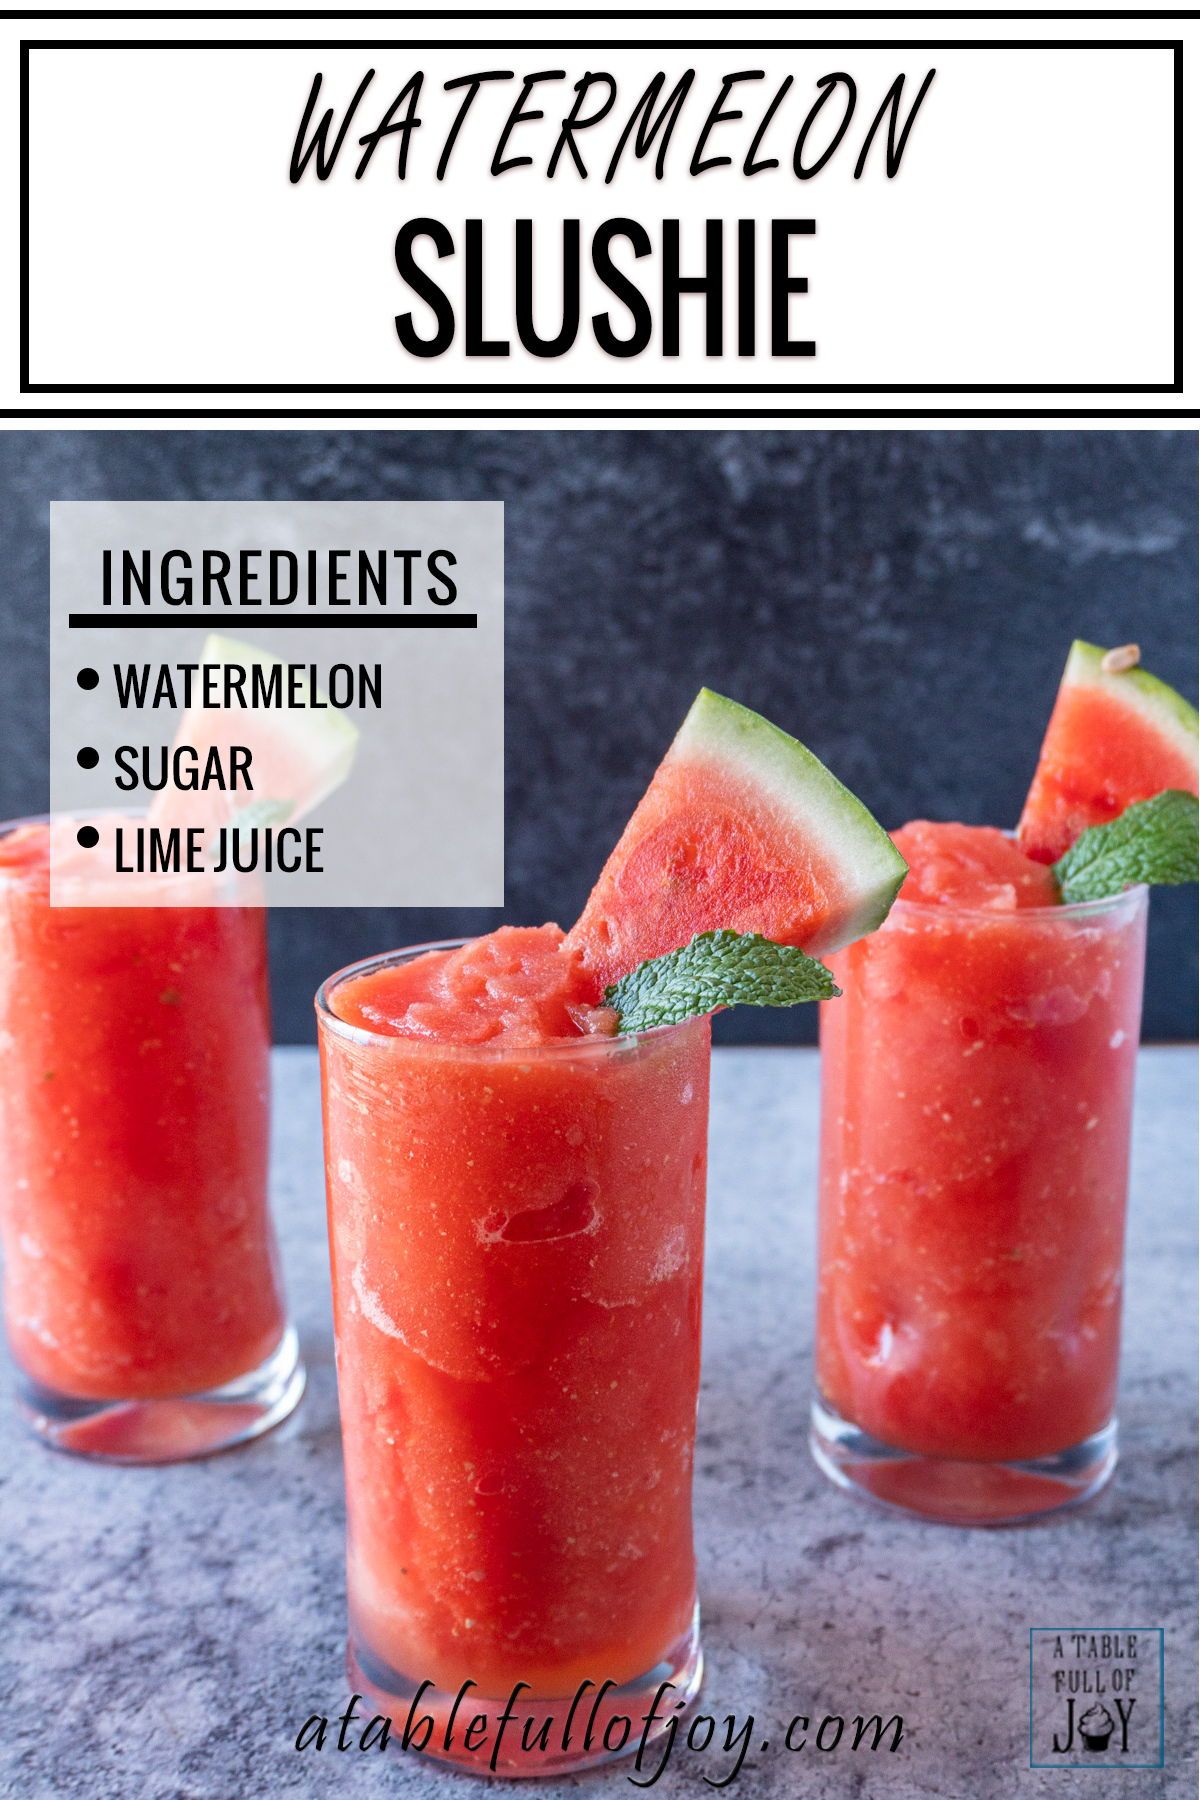 WATERMELON
SLUSHIE
INGREDIENTS
• WATERMELON
• SUGAR
• LIME JUICE
atablefullofjoy.com
A TABLE
FULL OF
JOY